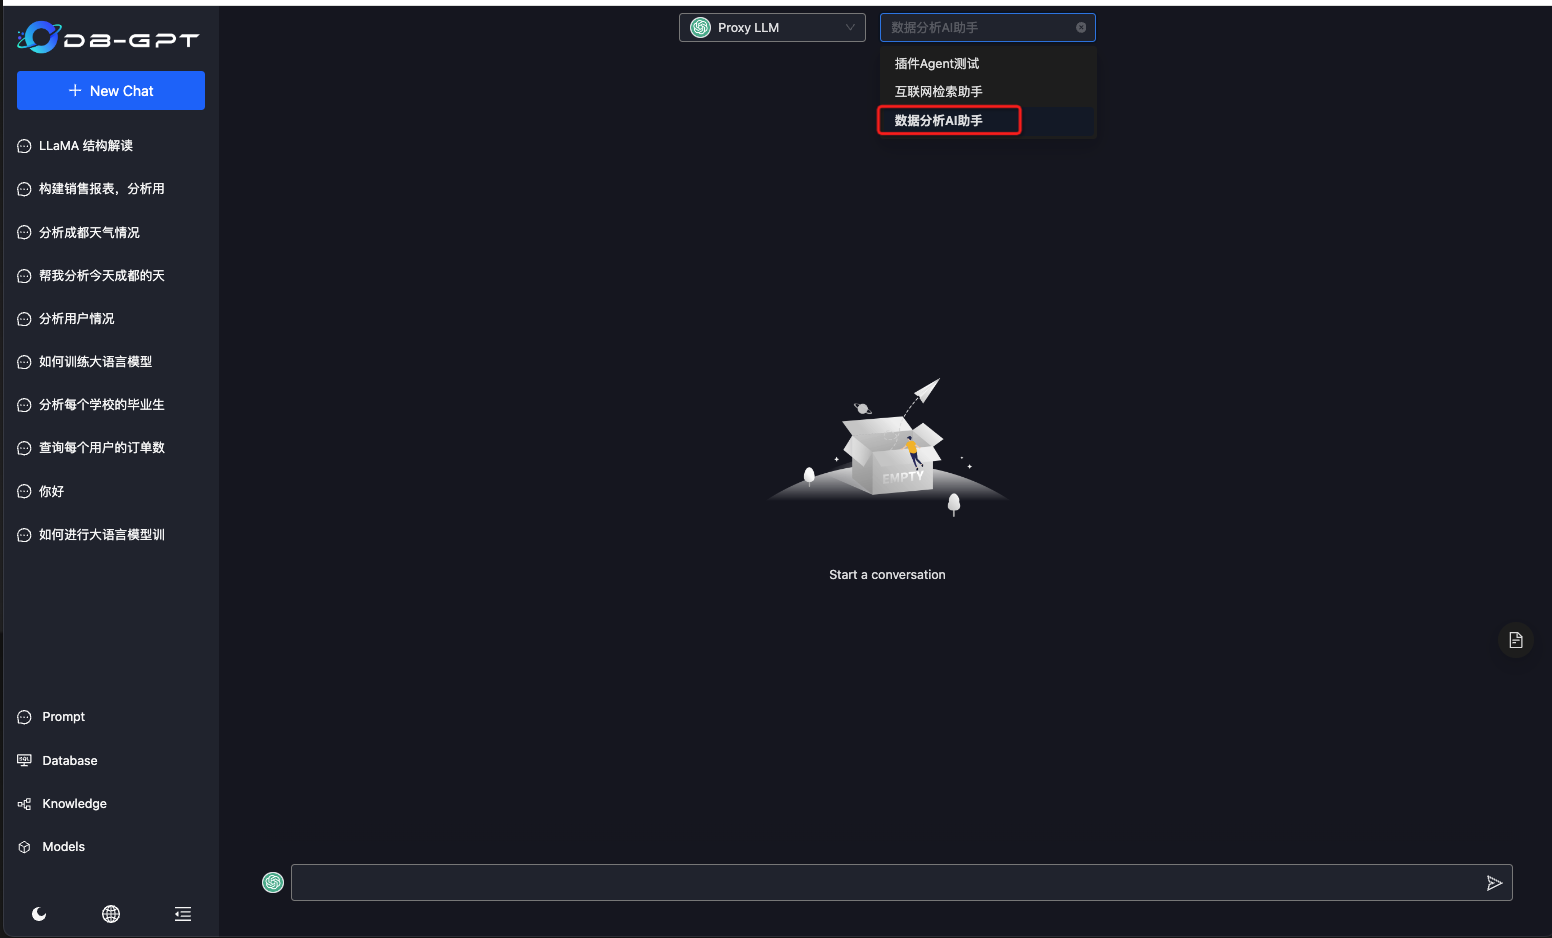 DB-GPT
New Chat
LLaMA 结构解读
构建销售报表，分析用
分析成都天气情况
帮我分析今天成都的天
分析用户情况
如何训练大语言模型
分析每个学校的毕业生
查询每个用户的订单数
你好
如何进行大语言模型训
Prompt
Database
Knowledge
Models
Proxy LLM
数据分析AI助手
插件Agent测试
互联网检索助手
数据分析AI助手
EMPTY
Start a conversation